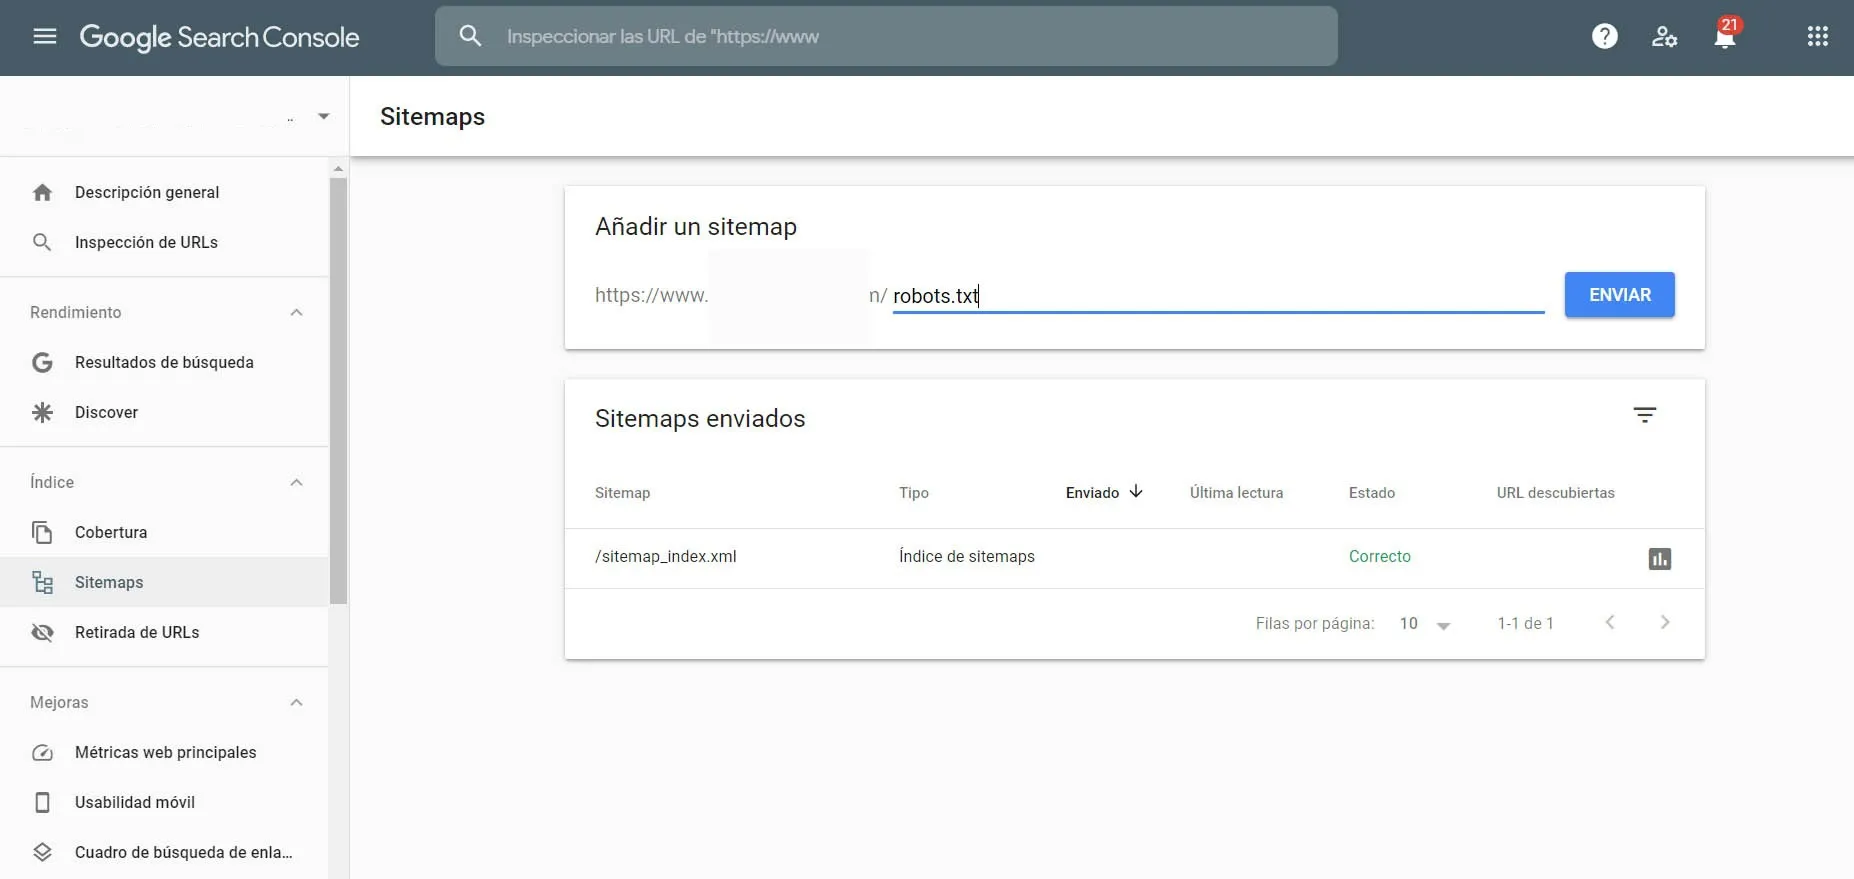 Google Search Console
Inspeccionar las URL de "https://www
21
..
Sitemaps
Descripción general
Inspección de URLs
Rendimiento
Resultados de búsqueda
Discover
Índice
Cobertura
Sitemaps
Retirada de URLs
Mejoras
Métricas web principales
Usabilidad móvil
Cuadro de búsqueda de enla...
Añadir un sitemap
https://www. n/ robots.txt
ENVIAR
Sitemaps enviados
Sitemap Tipo Enviado Última lectura Estado URL descubiertas
/sitemap_index.xml Índice de sitemaps Correcto
Filas por página: 10 1-1 de 1